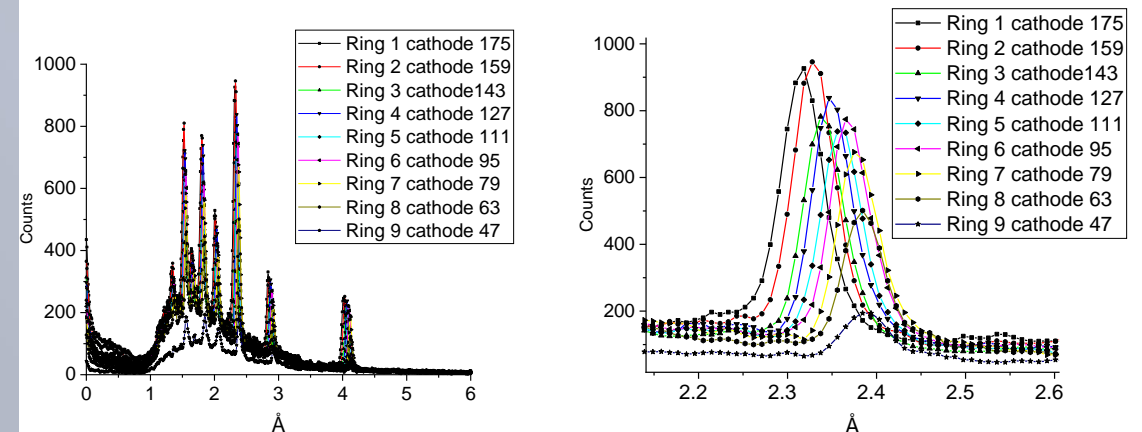 Ring 1 cathode 175
Ring 2 cathode 159
Ring 3 cathode143
Ring 4 cathode 127
Ring 5 cathode 111
Ring 6 cathode 95
Ring 7 cathode 79
Ring 8 cathode 63
Ring 9 cathode 47
1000
800
600
400
200
0
Counts
0 1 2 3 4 5 6
Å
Ring 1 cathode 175
Ring 2 cathode 159
Ring 3 cathode143
Ring 4 cathode 127
Ring 5 cathode 111
Ring 6 cathode 95
Ring 7 cathode 79
Ring 8 cathode 63
Ring 9 cathode 47
1000
800
600
400
200
Counts
2.2 2.3 2.4 2.5 2.6
Å